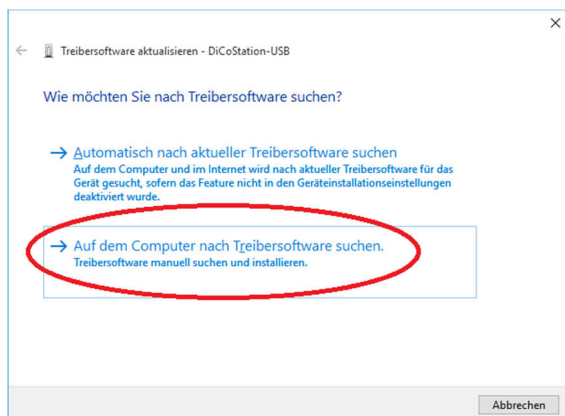 Treibersoftware aktualisieren - DiCoStation-USB
Wie möchten Sie nach Treibersoftware suchen?
Automatisch nach aktueller Treibersoftware suchen
Auf dem Computer und im Internet wird nach aktueller Treibersoftware für das
Gerät gesucht, sofern das Feature nicht in den Geräteinstallationseinstellungen
deaktiviert wurde.
Auf dem Computer nach Treibersoftware suchen.
Treibersoftware manuell suchen und installieren.
Abbrechen